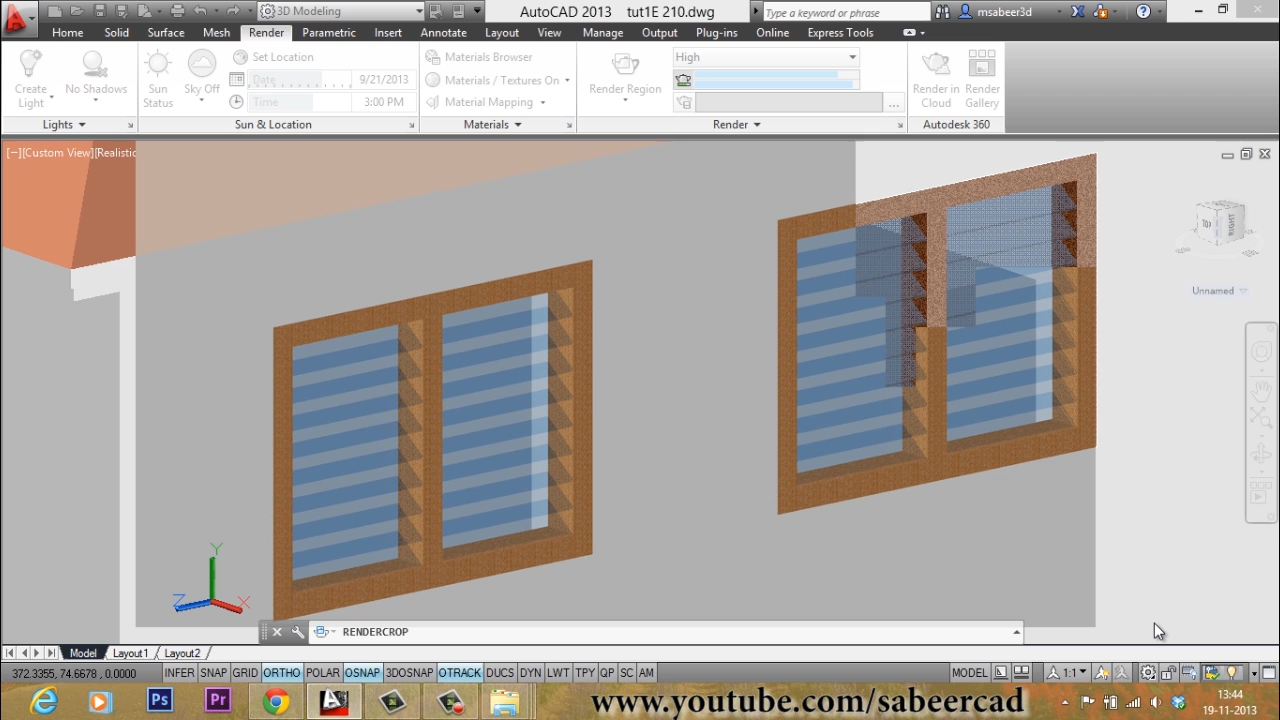 3D Modeling
AutoCAD 2013 tut1E 210.dwg
Type a keyword or phrase
msabeer3d
Home Solid Surface Mesh Render Parametric Insert Annotate Layout View Manage Output Plug-ins Online Express Tools
Create Light
No Shadows
Sun Status
Sky Off
Set Location
Date 9/21/2013
Time 3:00 PM
Materials Browser
Materials / Textures On
Material Mapping
Render Region
High
...
Render in Cloud
Render Gallery
Lights
Sun & Location
Materials
Render
Autodesk 360
[−][Custom View][Realistic
TOP
RIGHT
Unnamed
Y
Z
X
RENDERCROP
Model Layout1 Layout2
372.3355, 74.6678 , 0.0000
INFER SNAP GRID ORTHO POLAR OSNAP 3DOSNAP OTRACK DUCS DYN LWT TPY QP SC AM
MODEL
1:1
Ps
Pr
www.youtube.com/sabeercad
13:44
19-11-2013